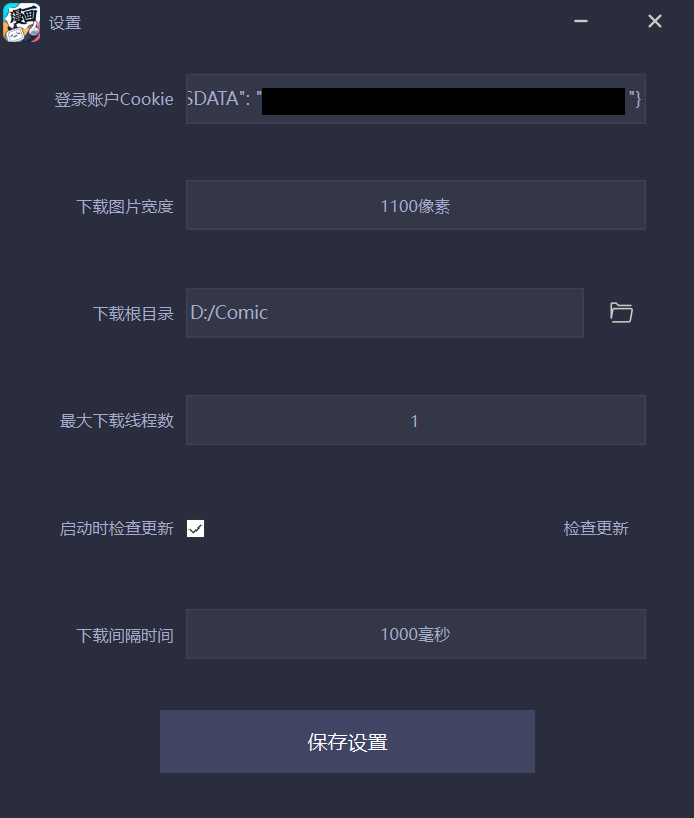 漫画
设置
登录账户Cookie
SDATA": "
"}
下载图片宽度
1100像素
下载根目录
D:/Comic
最大下载线程数
1
启动时检查更新
检查更新
下载间隔时间
1000毫秒
保存设置